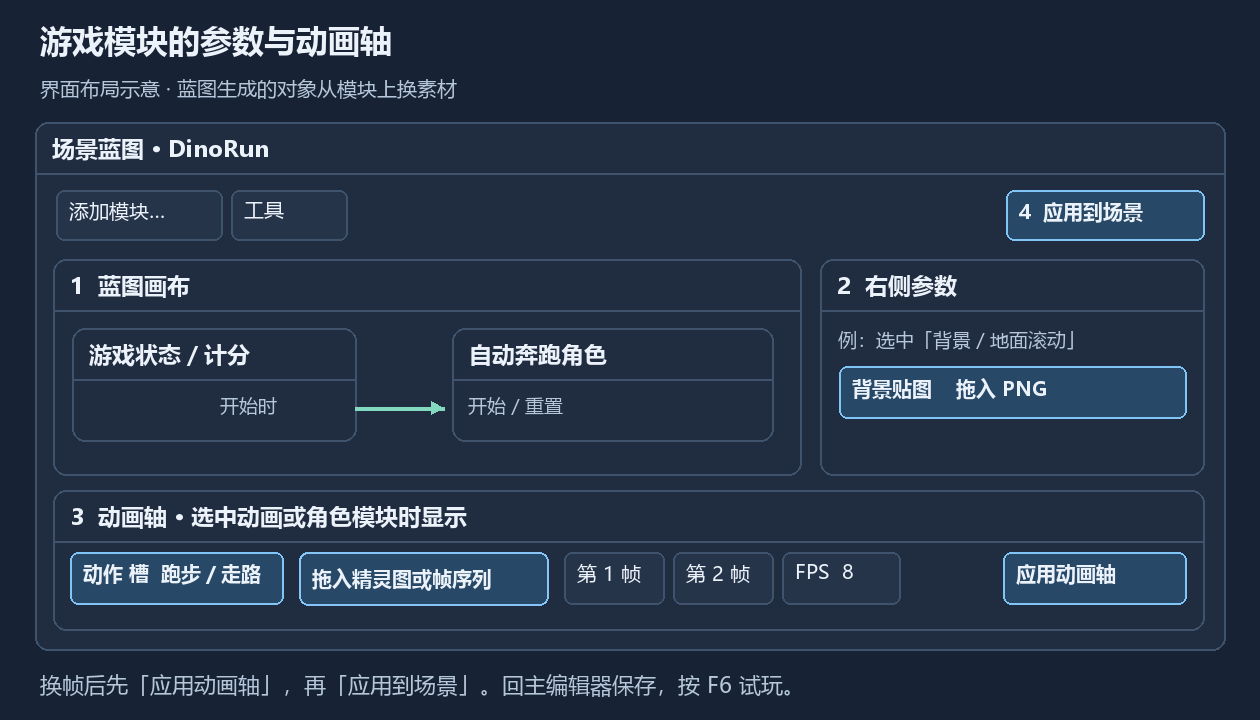 游戏模块的参数与动画轴
界面布局示意 · 蓝图生成的对象从模块上换素材
场景蓝图 • DinoRun
添加模块...
工具
4 应用到场景
1 蓝图画布
游戏状态 / 计分
开始时
自动奔跑角色
开始 / 重置
2 右侧参数
例：选中「背景 / 地面滚动」
背景贴图 拖入 PNG
3 动画轴 • 选中动画或角色模块时显示
动作 槽 跑步 / 走路
拖入精灵图或帧序列
第 1 帧
第 2 帧
FPS 8
应用动画轴
换帧后先「应用动画轴」，再「应用到场景」。回主编辑器保存，按 F6 试玩。